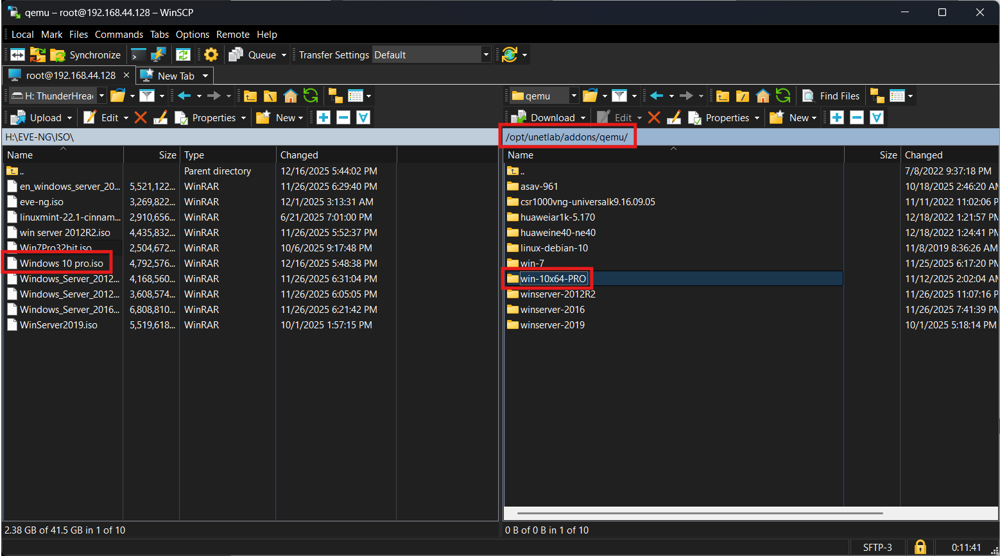 qemu – root@192.168.44.128 – WinSCP
Local Mark Files Commands Tabs Options Remote Help
Synchronize Queue Transfer Settings Default
root@192.168.44.128 × New Tab
H: ThunderHrea qemu Find Files
Upload Edit Properties New Download Edit Properties New
H:\EVE-NG\ISO\ /opt/unetlab/addons/qemu/
Name Size Type Changed Name Size Changed
.. Parent directory 12/16/2025 5:44:02 PM .. 7/8/2022 9:37:18 PM
en_windows_server_20... 5,521,122... WinRAR 11/26/2025 6:29:40 PM asav-961 10/18/2025 2:46:20 AM
eve-ng.iso 3,269,822... WinRAR 12/1/2025 3:13:31 AM csr1000vng-universalk9.16.09.05 11/11/2022 11:02:06 P
linuxmint-22.1-cinnam... 2,910,656... WinRAR 6/21/2025 7:01:00 PM huaweiar1k-5.170 12/18/2022 1:21:57 PM
win server 2012R2.iso 4,435,832... WinRAR 11/26/2025 5:52:37 PM huaweine40-ne40 12/18/2022 1:24:41 PM
Win7Pro32bit.iso 2,504,672... WinRAR 10/6/2025 9:17:48 PM linux-debian-10 11/8/2019 8:36:26 AM
Windows 10 pro.iso 4,792,576... WinRAR 12/16/2025 5:48:38 PM win-7 11/25/2025 6:17:20 PM
Windows_Server_2012... 4,168,560... WinRAR 11/26/2025 6:31:04 PM win-10x64-PRO 11/12/2025 2:02:04 AM
Windows_Server_2012... 3,608,574... WinRAR 11/26/2025 6:05:05 PM winserver-2012R2 11/26/2025 11:07:16 P
Windows_Server_2016... 6,808,810... WinRAR 11/26/2025 6:21:42 PM winserver-2016 11/26/2025 7:41:39 PM
WinServer2019.iso 5,519,618... WinRAR 10/1/2025 1:57:15 PM winserver-2019 10/1/2025 5:18:14 PM
2.38 GB of 41.5 GB in 1 of 10 0 B of 0 B in 1 of 10
SFTP-3 0:11:41